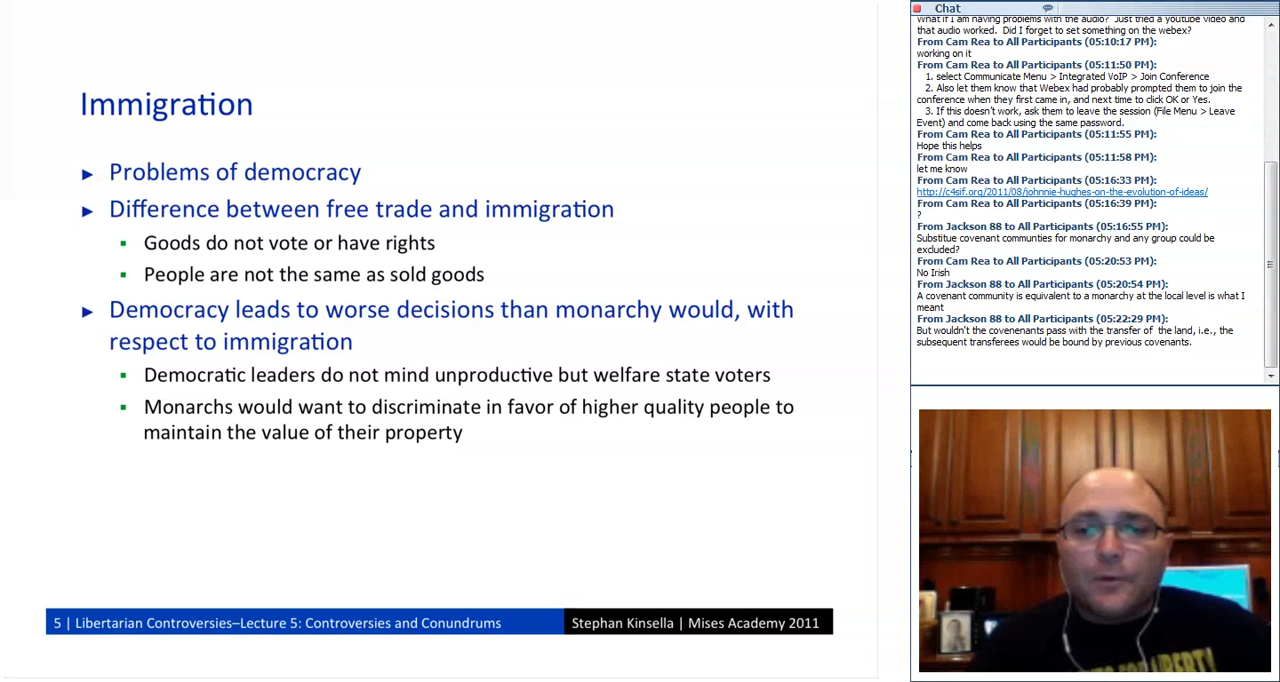 Immigration
Problems of democracy
Difference between free trade and immigration
Goods do not vote or have rights
People are not the same as sold goods
Democracy leads to worse decisions than monarchy would, with
respect to immigration
Democratic leaders do not mind unproductive but welfare state voters
Monarchs would want to discriminate in favor of higher quality people to
maintain the value of their property
5 | Libertarian Controversies–Lecture 5: Controversies and Conundrums
Stephan Kinsella | Mises Academy 2011
Chat
What if I am having problems with the audio? Just tried a youtube video and
that audio worked. Did I forget to set something on the webex?
From Cam Rea to All Participants (05:10:17 PM):
working on it
From Cam Rea to All Participants (05:11:50 PM):
1. select Communicate Menu > Integrated VoIP > Join Conference
2. Also let them know that Webex had probably prompted them to join the
conference when they first came in, and next time to click OK or Yes.
3. If this doesn't work, ask them to leave the session (File Menu > Leave
Event) and come back using the same password.
From Cam Rea to All Participants (05:11:55 PM):
Hope this helps
From Cam Rea to All Participants (05:11:58 PM):
let me know
From Cam Rea to All Participants (05:16:33 PM):
http://c4sif.org/2011/08/johnnie-hughes-on-the-evolution-of-ideas/
From Cam Rea to All Participants (05:16:39 PM):
?
From Jackson 88 to All Participants (05:16:55 PM):
Substitue covenant communties for monarchy and any group could be
excluded?
From Cam Rea to All Participants (05:20:53 PM):
No Irish
From Jackson 88 to All Participants (05:20:54 PM):
A covenant community is equivalent to a monarchy at the local level is what I
meant
From Jackson 88 to All Participants (05:22:29 PM):
But wouldn't the covenenants pass with the transfer of the land, i.e., the
subsequent transferees would be bound by previous covenants.